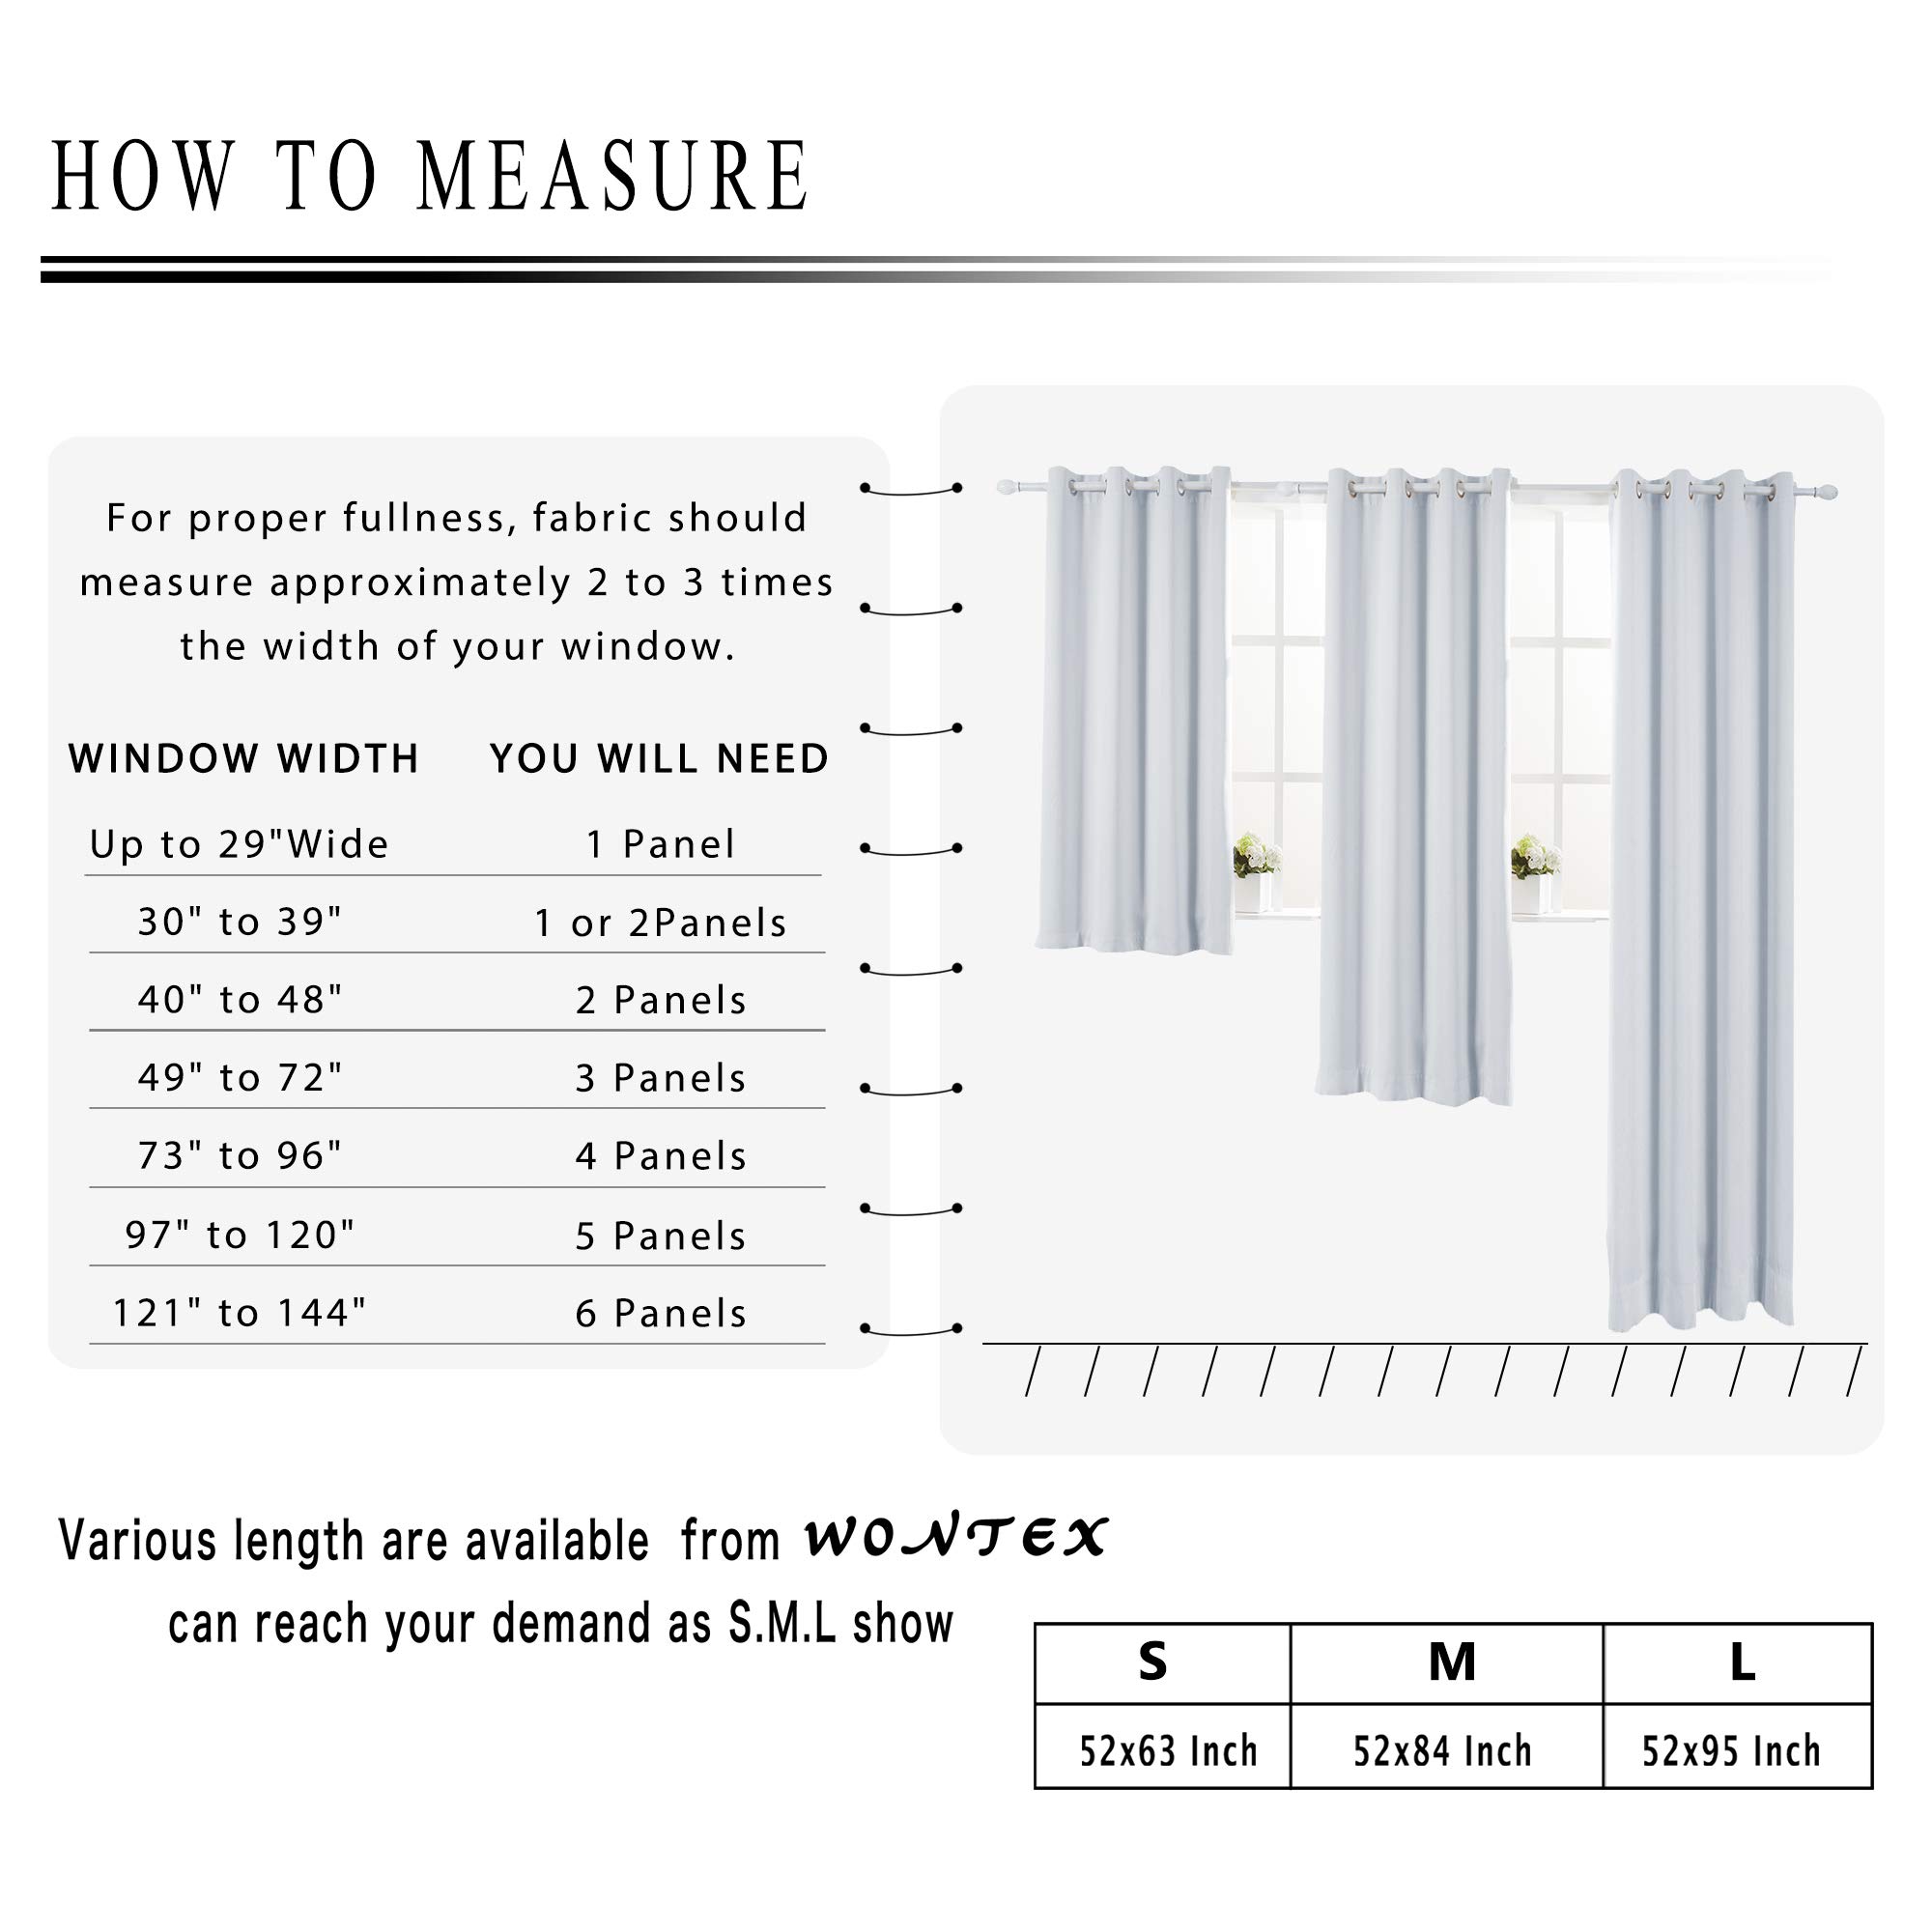 HOW TO MEASURE
For proper fullness, fabric should
measure approximately 2 to 3 times
the width of your window.
WINDOW WIDTH YOU WILL NEED
Up to 29"Wide 1 Panel
30" to 39" 1 or 2Panels
40" to 48" 2 Panels
49" to 72" 3 Panels
73" to 96" 4 Panels
97" to 120" 5 Panels
121" to 144" 6 Panels
Various length are available from WONTEX
can reach your demand as S.M.L show
S M L
52x63 Inch 52x84 Inch 52x95 Inch